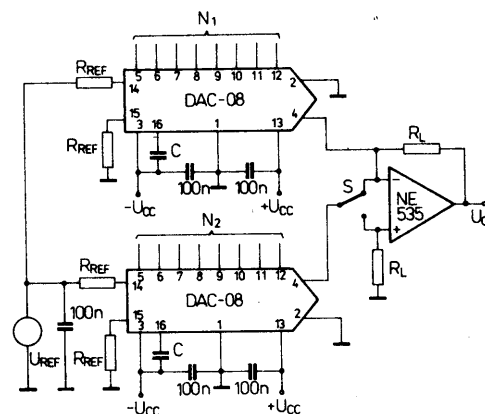 N1
5 6 7 8 9 10 11 12
RREF
14
2
DAC-08
15
4
3 16 1 13
RREF
C
100n
100n
RL
-UCC
+UCC
S
NE
535
UO
N2
RREF
5 6 7 8 9 10 11 12
14
4
100n
DAC-08
RL
15
2
UREF
3 16 1 13
RREF
C
100n
100n
-UCC
+UCC